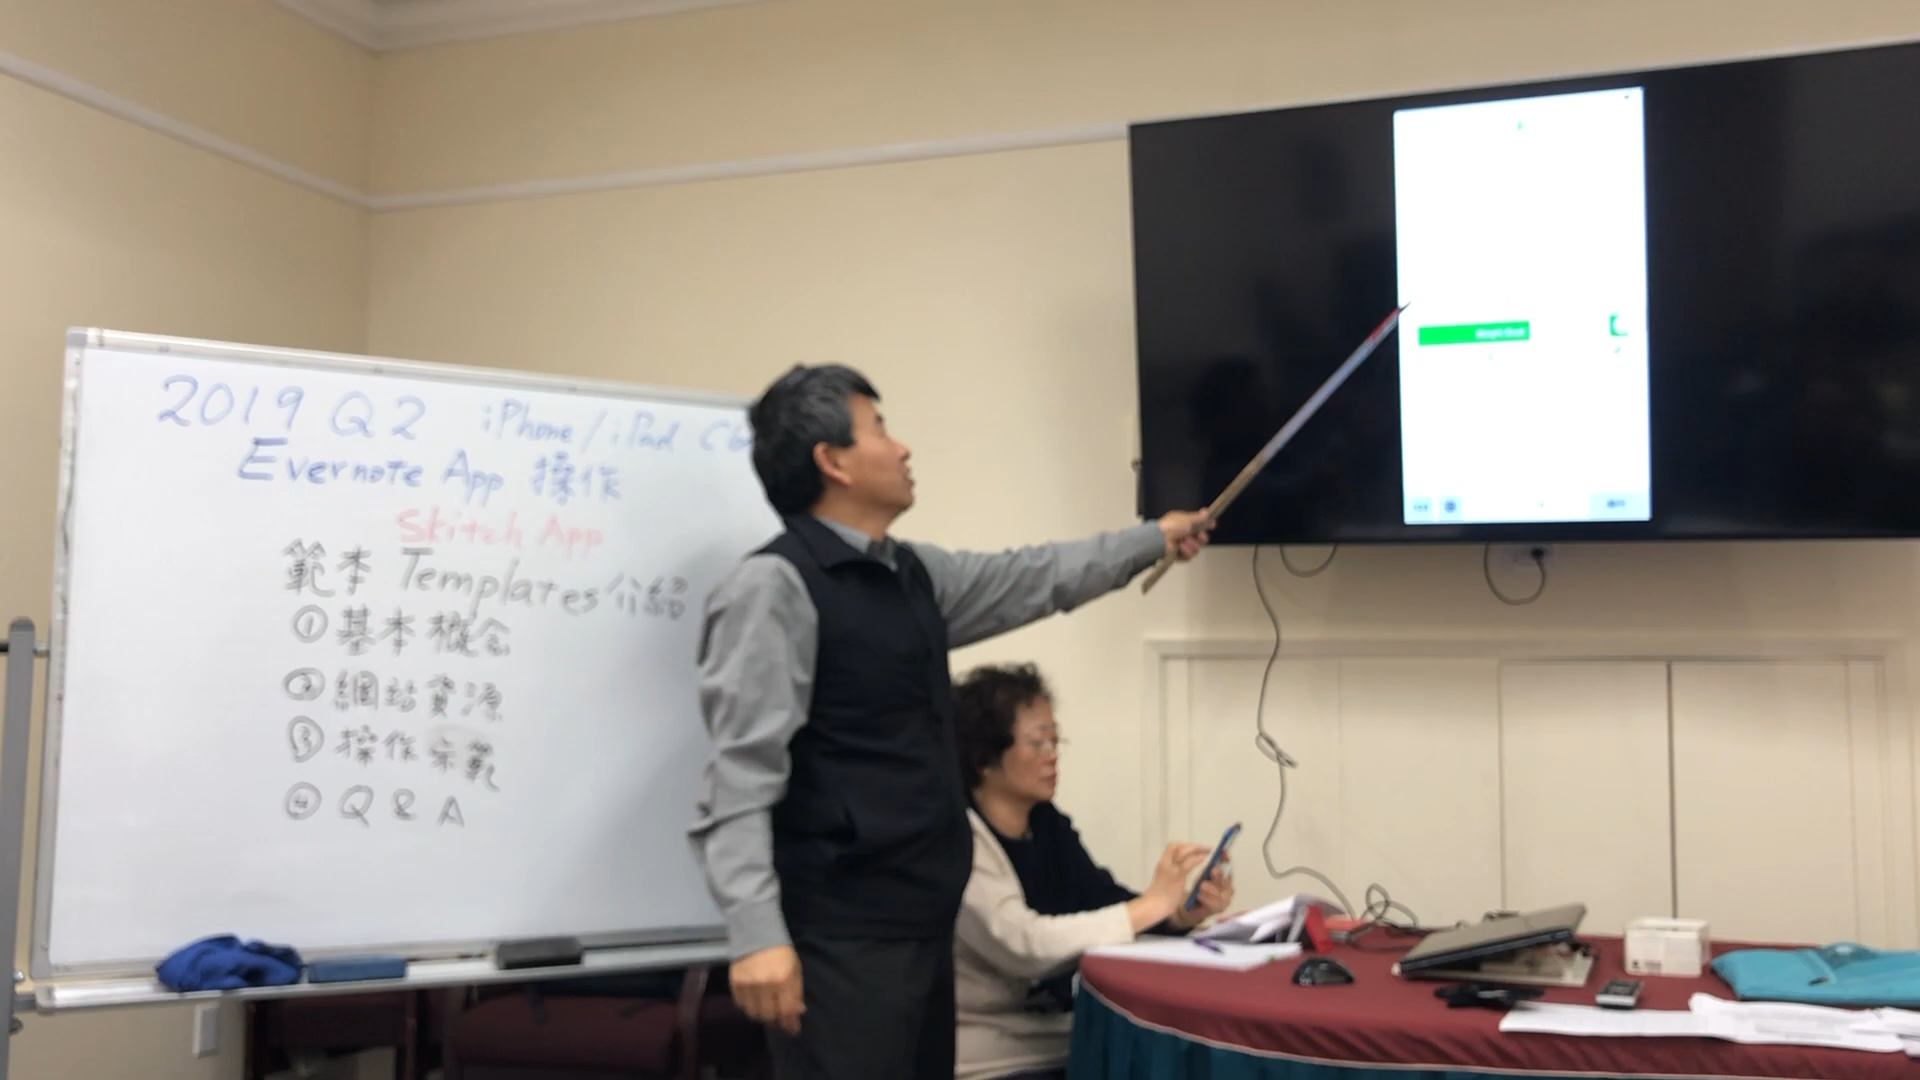 2019 Q2 iPhone/iPad
Evernote App 操作
Skitch App
範本 Templates 介紹
① 基本概念
② 網站資源
③ 操作示範
④ Q & A